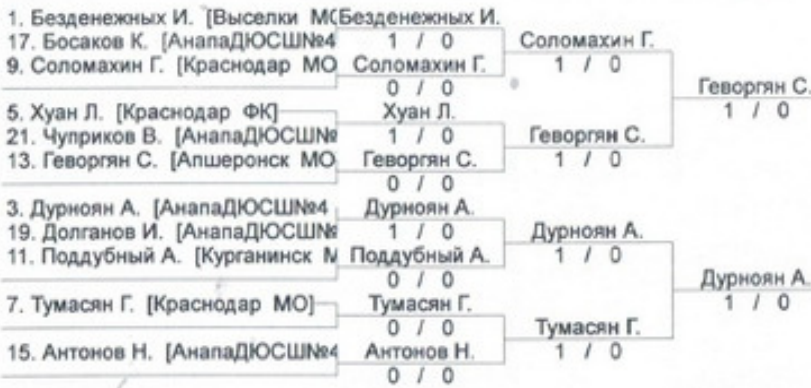 1. Безденежных И. [Выселки МО Безденежных И.
17. Босаков К. [АнапаДЮСШ№4 1 / 0 Соломахин Г.
9. Соломахин Г. [Краснодар МО Соломахин Г. 1 / 0
0 / 0 Геворгян С.
5. Хуан Л. [Краснодар ФК] Хуан Л. 1 / 0
21. Чуприков В. [АнапаДЮСШ№ 1 / 0 Геворгян С.
13. Геворгян С. [Апшеронск МО Геворгян С. 1 / 0
0 / 0
3. Дурноян А. [АнапаДЮСШ№4 Дурноян А.
19. Долганов И. [АнапаДЮСШ№ 1 / 0 Дурноян А.
11. Поддубный А. [Курганинск М Поддубный А. 1 / 0
0 / 0 Дурноян А.
7. Тумасян Г. [Краснодар МО] Тумасян Г. 1 / 0
0 / 0 Тумасян Г.
15. Антонов Н. [АнапаДЮСШ№4 Антонов Н. 1 / 0
0 / 0